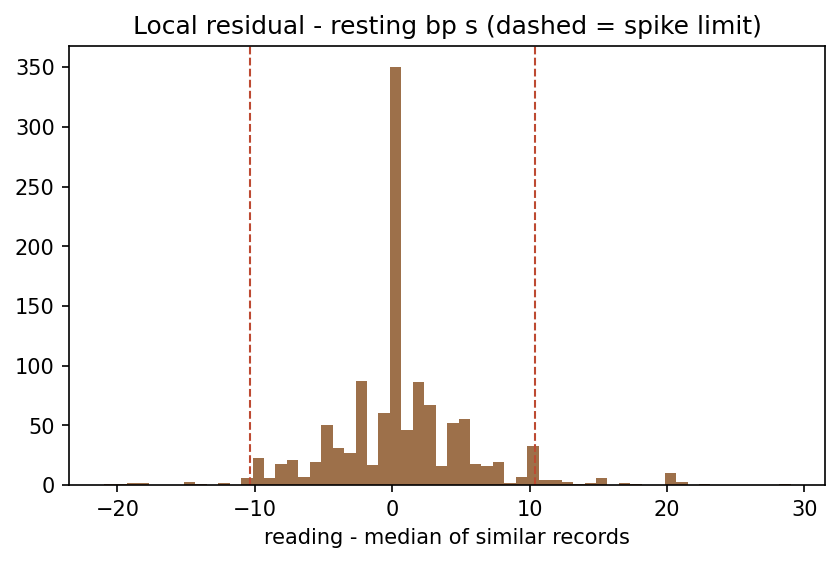 Local residual - resting bp s (dashed = spike limit)
350
300
250
200
150
100
50
0
−20 −10 0 10 20 30
reading - median of similar records